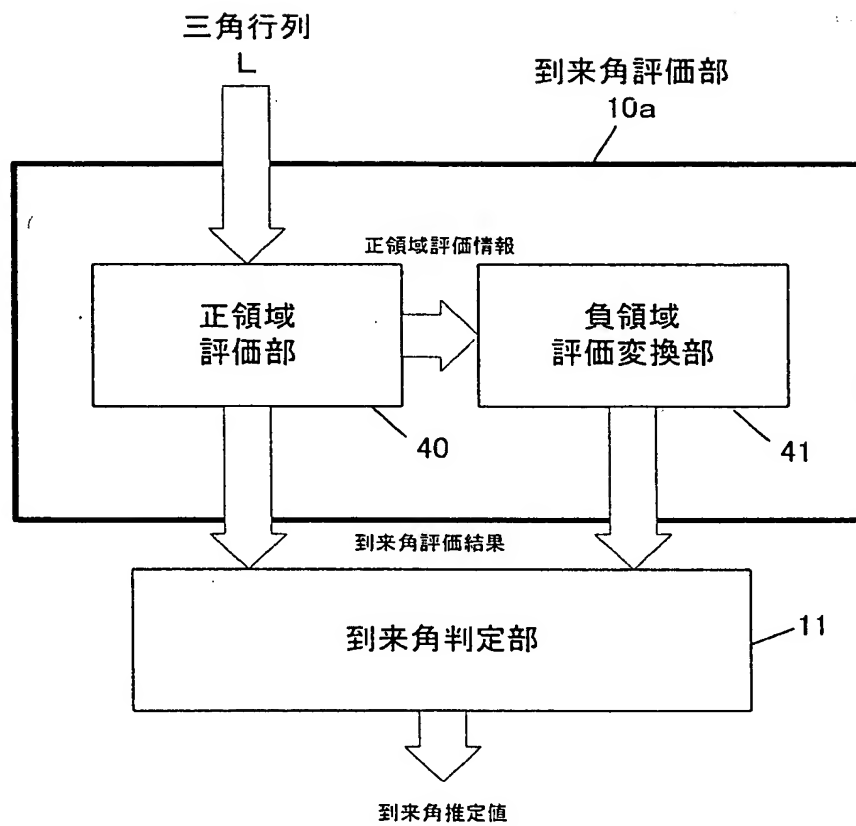 三角行列
L
到来角評価部
10a
正領域評価情報
正領域
評価部
負領域
評価変換部
40
41
到来角評価結果
到来角判定部
11
到来角推定値